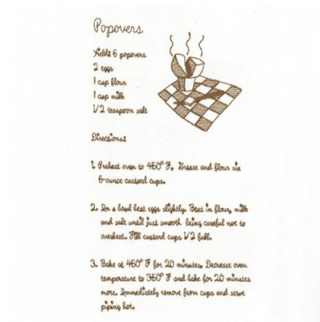 Popovers
Yields 6 popovers
2 eggs
1 cup flour
1 cup milk
1/2 teaspoon salt
Directions:
1. Preheat oven to 450° F. Grease and flour six
6-ounce custard cups.
2. In a bowl beat eggs slightly. Beat in flour, milk
and salt until just smooth being careful not to
overbeat. Fill custard cups 1/2 full.
3. Bake at 450° F for 20 minutes. Decrease oven
temperature to 350° F and bake for 20 minutes
more. Immediately remove from cups and serve
piping hot.